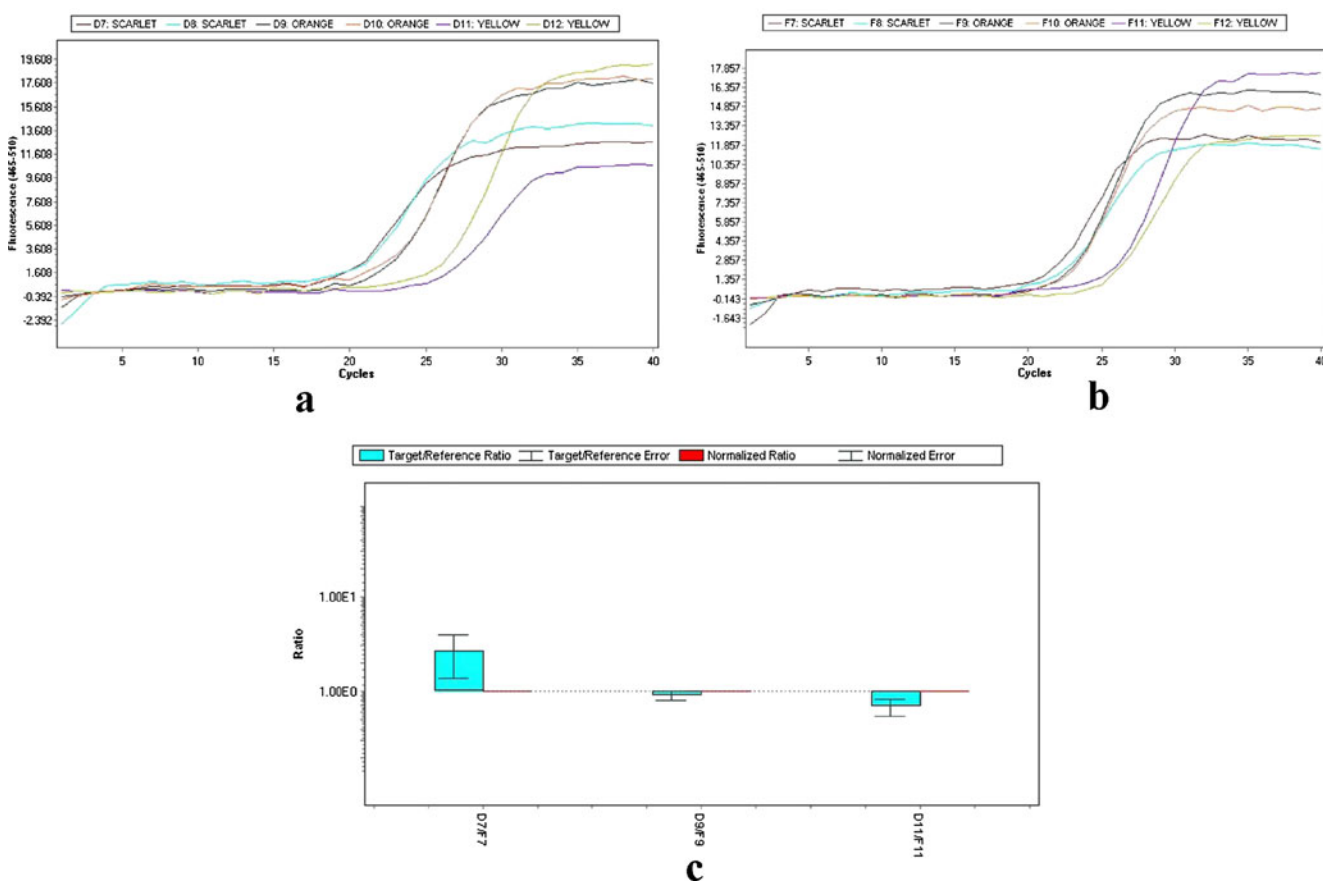 D7: SCARLET D8: SCARLET D9: ORANGE D10: ORANGE D11: YELLOW D12: YELLOW
Fluorescence (465-510)
19.608
17.608
15.608
13.608
11.608
9.608
7.608
5.608
3.608
1.608
-0.392
-2.392
5 10 15 20 25 30 35 40
Cycles
a
F7: SCARLET F8: SCARLET F9: ORANGE F10: ORANGE F11: YELLOW F12: YELLOW
Fluorescence (465-510)
17.857
16.357
14.857
13.357
11.857
10.357
8.857
7.357
5.857
4.357
2.857
1.357
-0.143
-1.643
5 10 15 20 25 30 35 40
Cycles
b
Target/Reference Ratio Target/Reference Error Normalized Ratio Normalized Error
Ratio
1.00E1
1.00E0
D7/F7
D9/F9
D11/F11
c